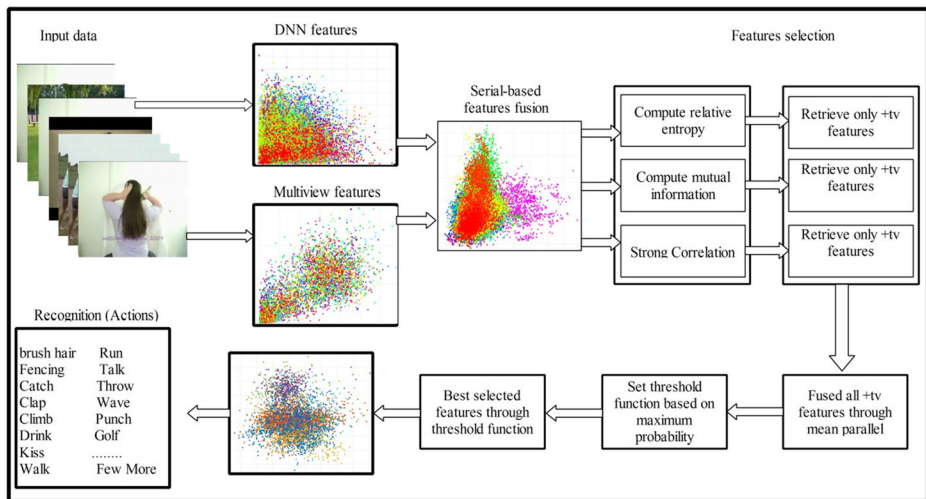 Input data
DNN features
Features selection
Serial-based
features fusion
Compute relative
entropy
Retrieve only +tv
features
Multiview features
Compute mutual
information
Retrieve only +tv
features
Strong Correlation
Retrieve only +tv
features
Recognition (Actions)
brush hair Run
Fencing Talk
Catch Throw
Clap Wave
Climb Punch
Drink Golf
Kiss ........
Walk Few More
Best selected
features through
threshold function
Set threshold
function based on
maximum
probability
Fused all +tv
features through
mean parallel